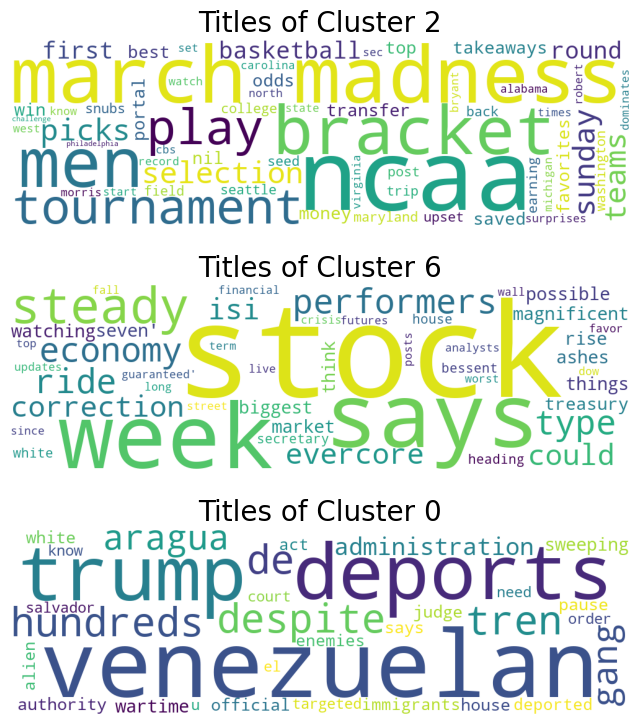 Titles of Cluster 2
first best set basketball sec top takeaways round
march madness
carolina watch odds north alabama bryant robert dominates
win know snubs portal college state transfer back times
challenge west picks play bracket sunday favorites washington teams
philadelphia men cbs nil selection ncaa
record seed virginia post trip earning michigan
morris start field seattle money maryland upset saved surprises
tournament
Titles of Cluster 6
fall financial wall possible
steady isi performers magnificent
watching seven' crisis futures house favor
top economy stock rise
updates guaranteed' term live think posts analysts ashes dow
ride long bessent worst things
correction street biggest says treasury
since week market secretary type
white evercore heading could
Titles of Cluster 0
white aragua act administration sweeping
know trump de deports need
salvador hundreds despite court judge tren pause
says order
alien enemies gang
venezuelan el
authority wartime u official targeted immigrants house deported